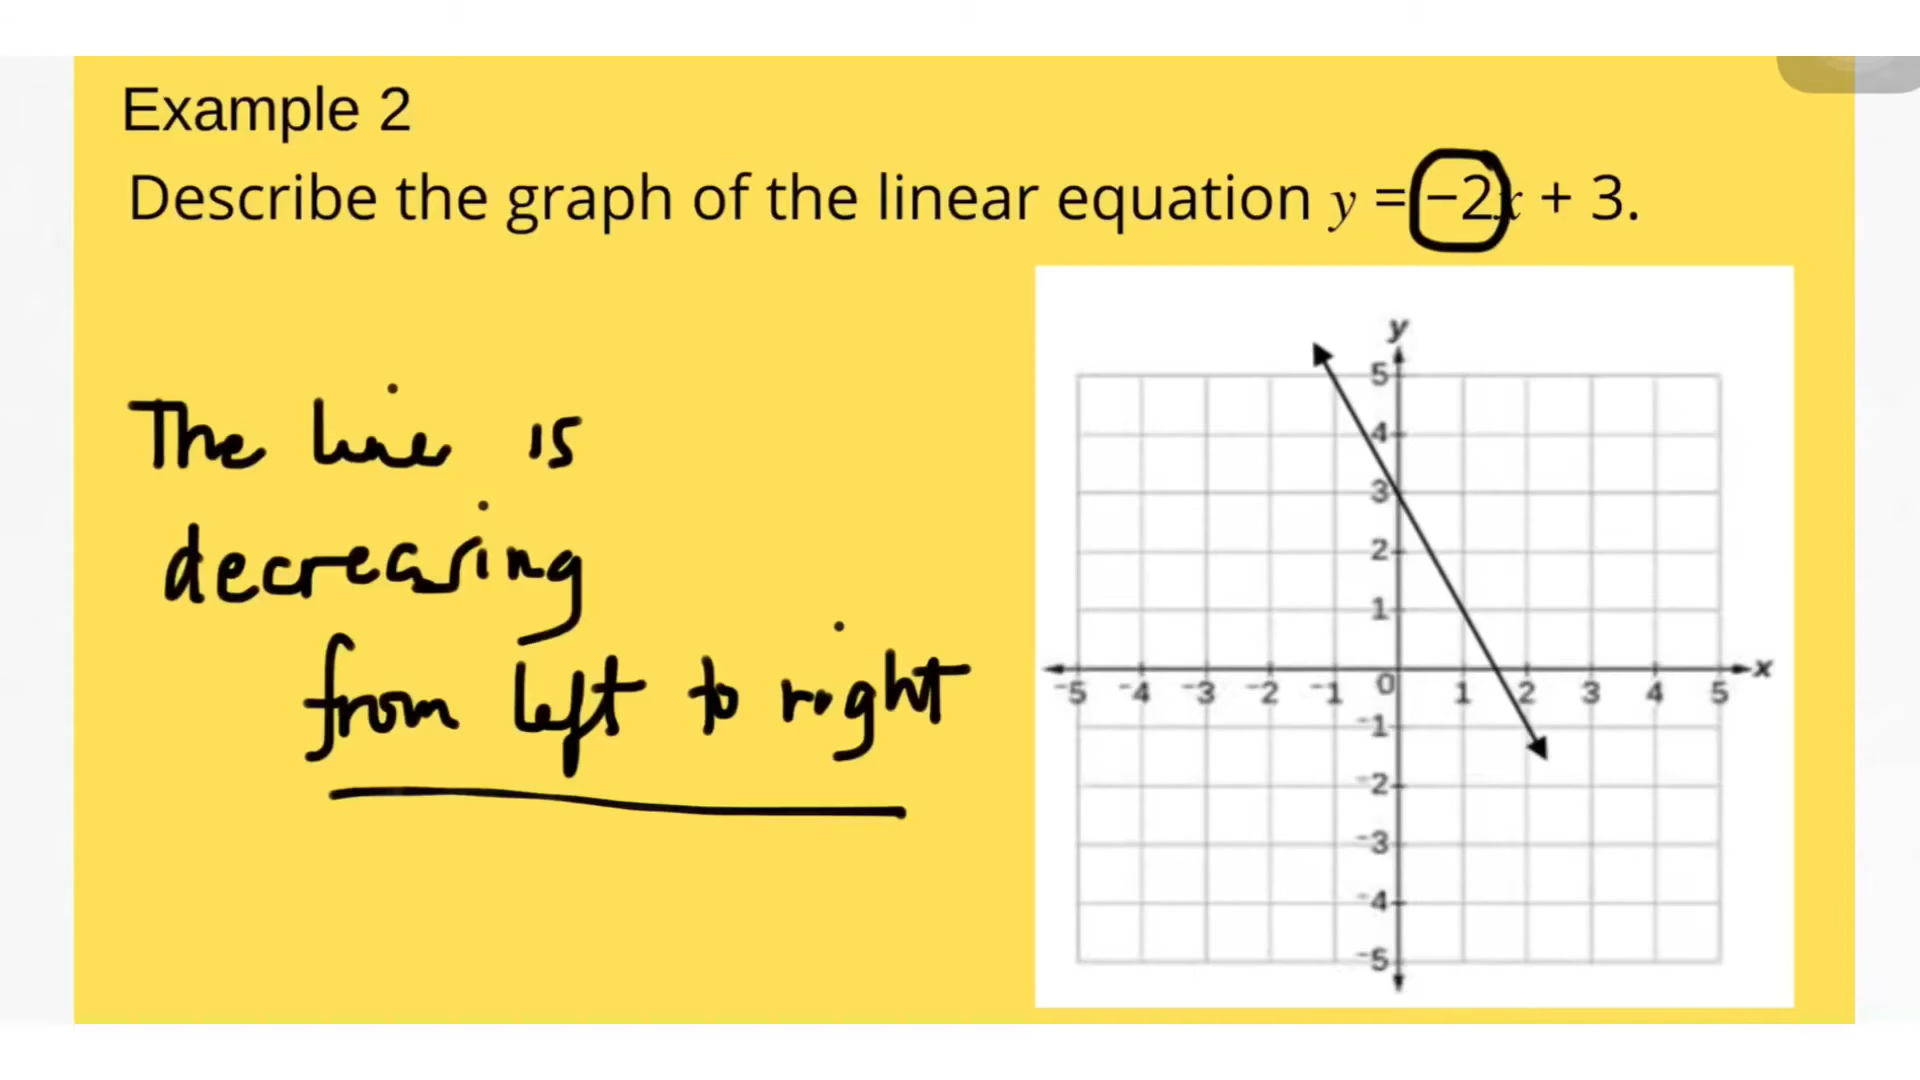 Example 2
Describe the graph of the linear equation y = −2x + 3.
The line is
decreasing
from left to right
y
5
4
3
2
1
-5 -4 -3 -2 -1 0 1 2 3 4 5 x
-1
-2
-3
-4
-5